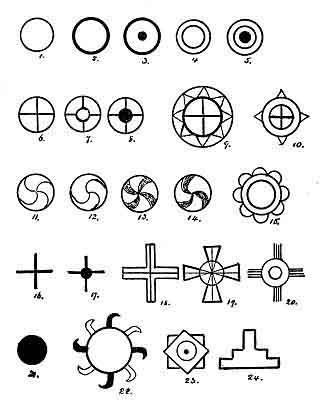 1. 2. 3. 4. 5.
6. 7. 8. 9. 10.
11. 12. 13. 14. 15.
16. 17. 18. 19. 20.
21. 22. 23. 24.